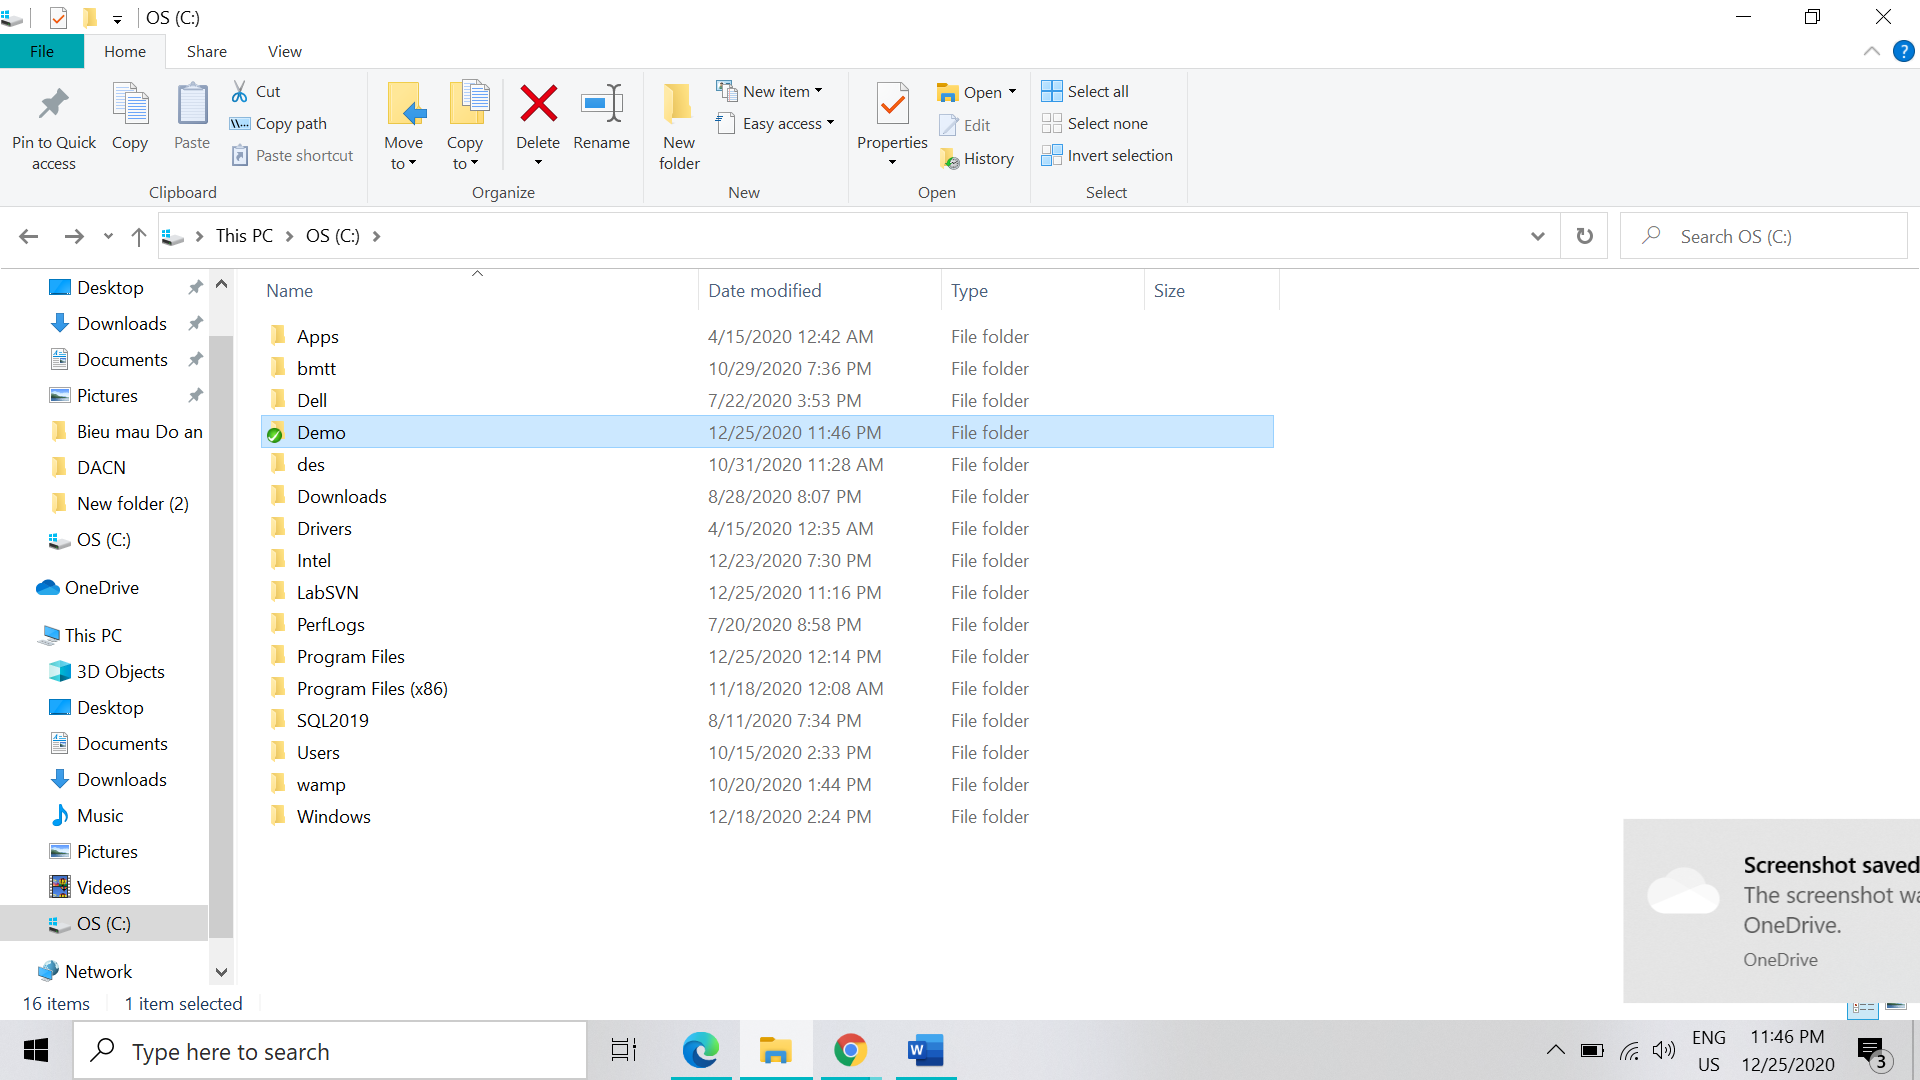 OS (C:)
File
Home
Share
View
Pin to Quick access
Copy
Paste
Cut
Copy path
Paste shortcut
Clipboard
Move to
Copy to
Delete
Rename
Organize
New folder
New item
Easy access
New
Properties
Open
Edit
History
Open
Select all
Select none
Invert selection
Select
This PC
OS (C:)
Search OS (C:)
Desktop
Downloads
Documents
Pictures
Bieu mau Do an
DACN
New folder (2)
OS (C:)
OneDrive
This PC
3D Objects
Desktop
Documents
Downloads
Music
Pictures
Videos
OS (C:)
Network
Name Date modified Type Size
Apps 4/15/2020 12:42 AM File folder
bmtt 10/29/2020 7:36 PM File folder
Dell 7/22/2020 3:53 PM File folder
Demo 12/25/2020 11:46 PM File folder
des 10/31/2020 11:28 AM File folder
Downloads 8/28/2020 8:07 PM File folder
Drivers 4/15/2020 12:35 AM File folder
Intel 12/23/2020 7:30 PM File folder
LabSVN 12/25/2020 11:16 PM File folder
PerfLogs 7/20/2020 8:58 PM File folder
Program Files 12/25/2020 12:14 PM File folder
Program Files (x86) 11/18/2020 12:08 AM File folder
SQL2019 8/11/2020 7:34 PM File folder
Users 10/15/2020 2:33 PM File folder
wamp 10/20/2020 1:44 PM File folder
Windows 12/18/2020 2:24 PM File folder
Screenshot saved
The screenshot wa
OneDrive.
OneDrive
16 items 1 item selected
Type here to search
ENG
US
11:46 PM
12/25/2020
3